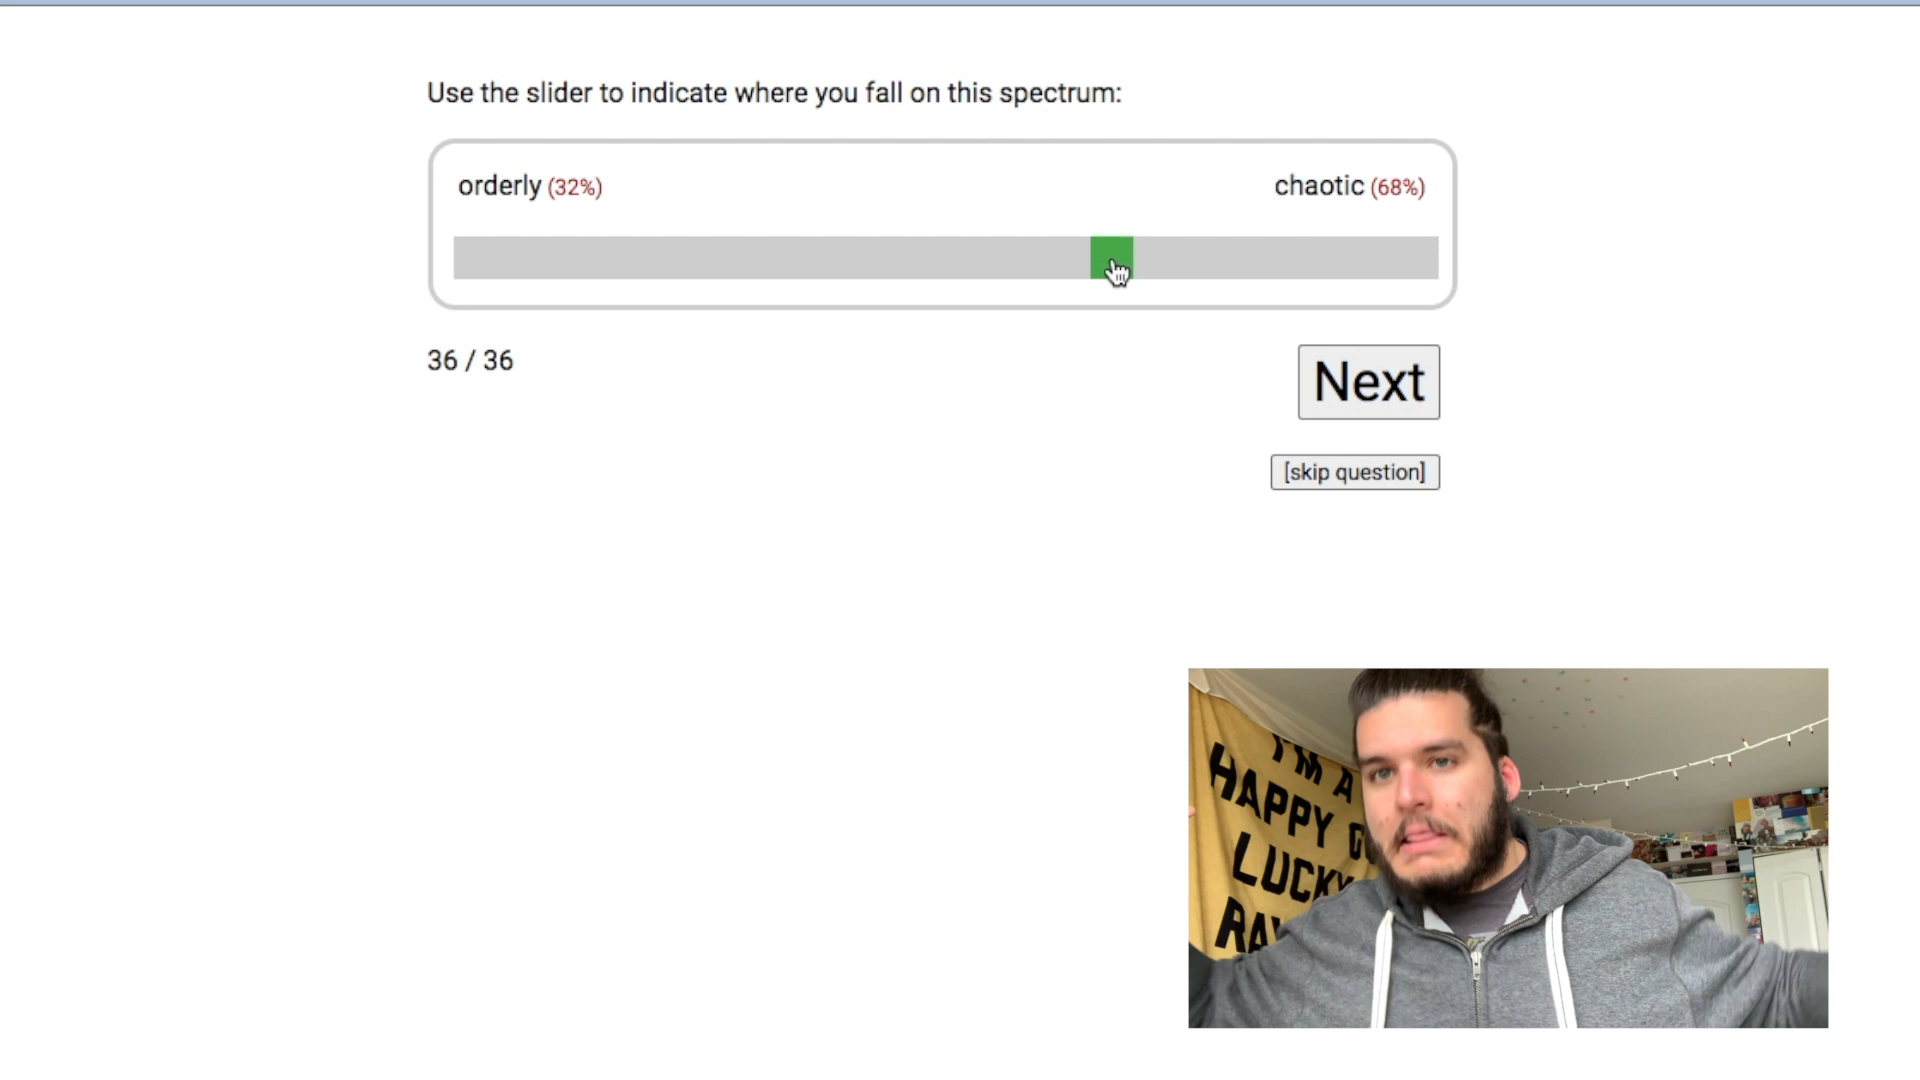 Use the slider to indicate where you fall on this spectrum:
orderly (32%) chaotic (68%)
36 / 36
Next
[skip question]
I'M A
HAPPY
LUCKY